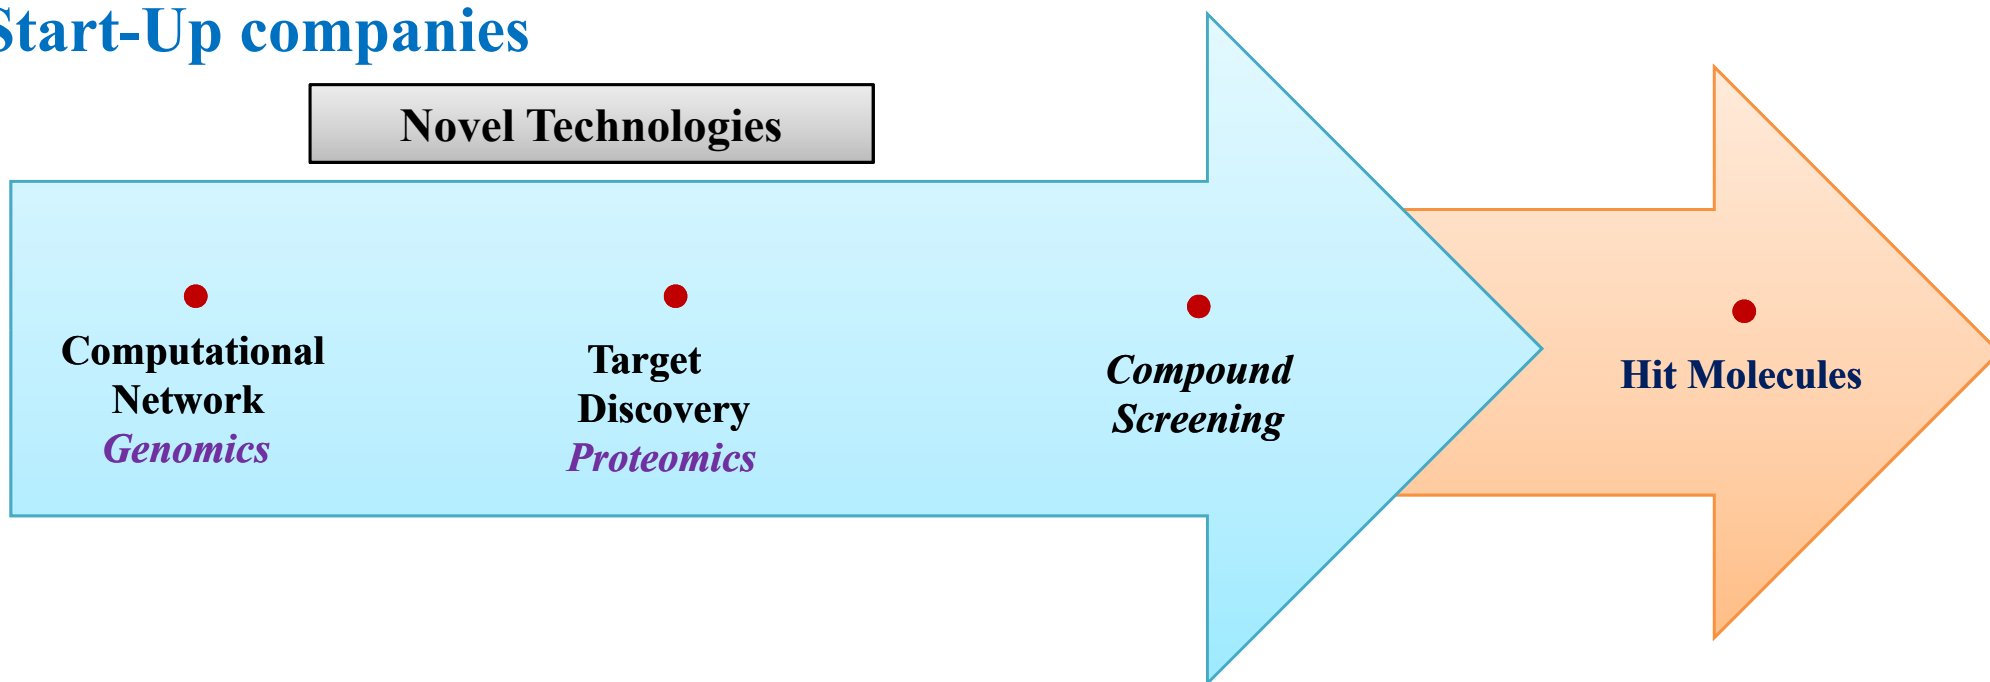 Start-Up companies
Novel Technologies
Computational
Network
Genomics
Target
Discovery
Proteomics
Compound
Screening
Hit Molecules